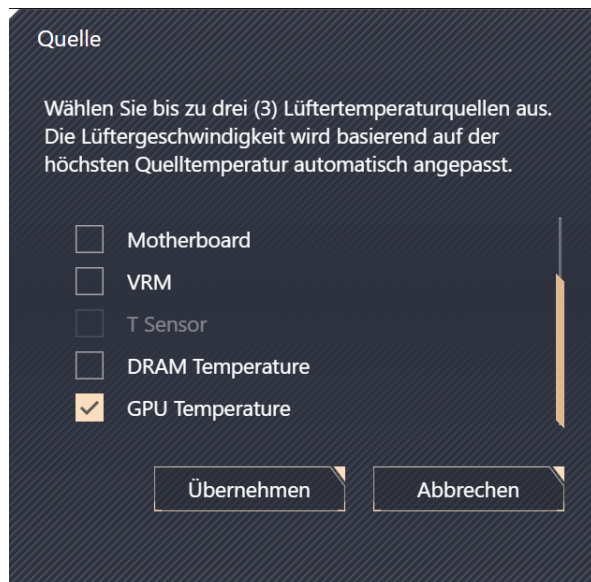 Quelle
Wählen Sie bis zu drei (3) Lüftertemperaturquellen aus.
Die Lüftergeschwindigkeit wird basierend auf der
höchsten Quelltemperatur automatisch angepasst.
Motherboard
VRM
T Sensor
DRAM Temperature
GPU Temperature
Übernehmen
Abbrechen